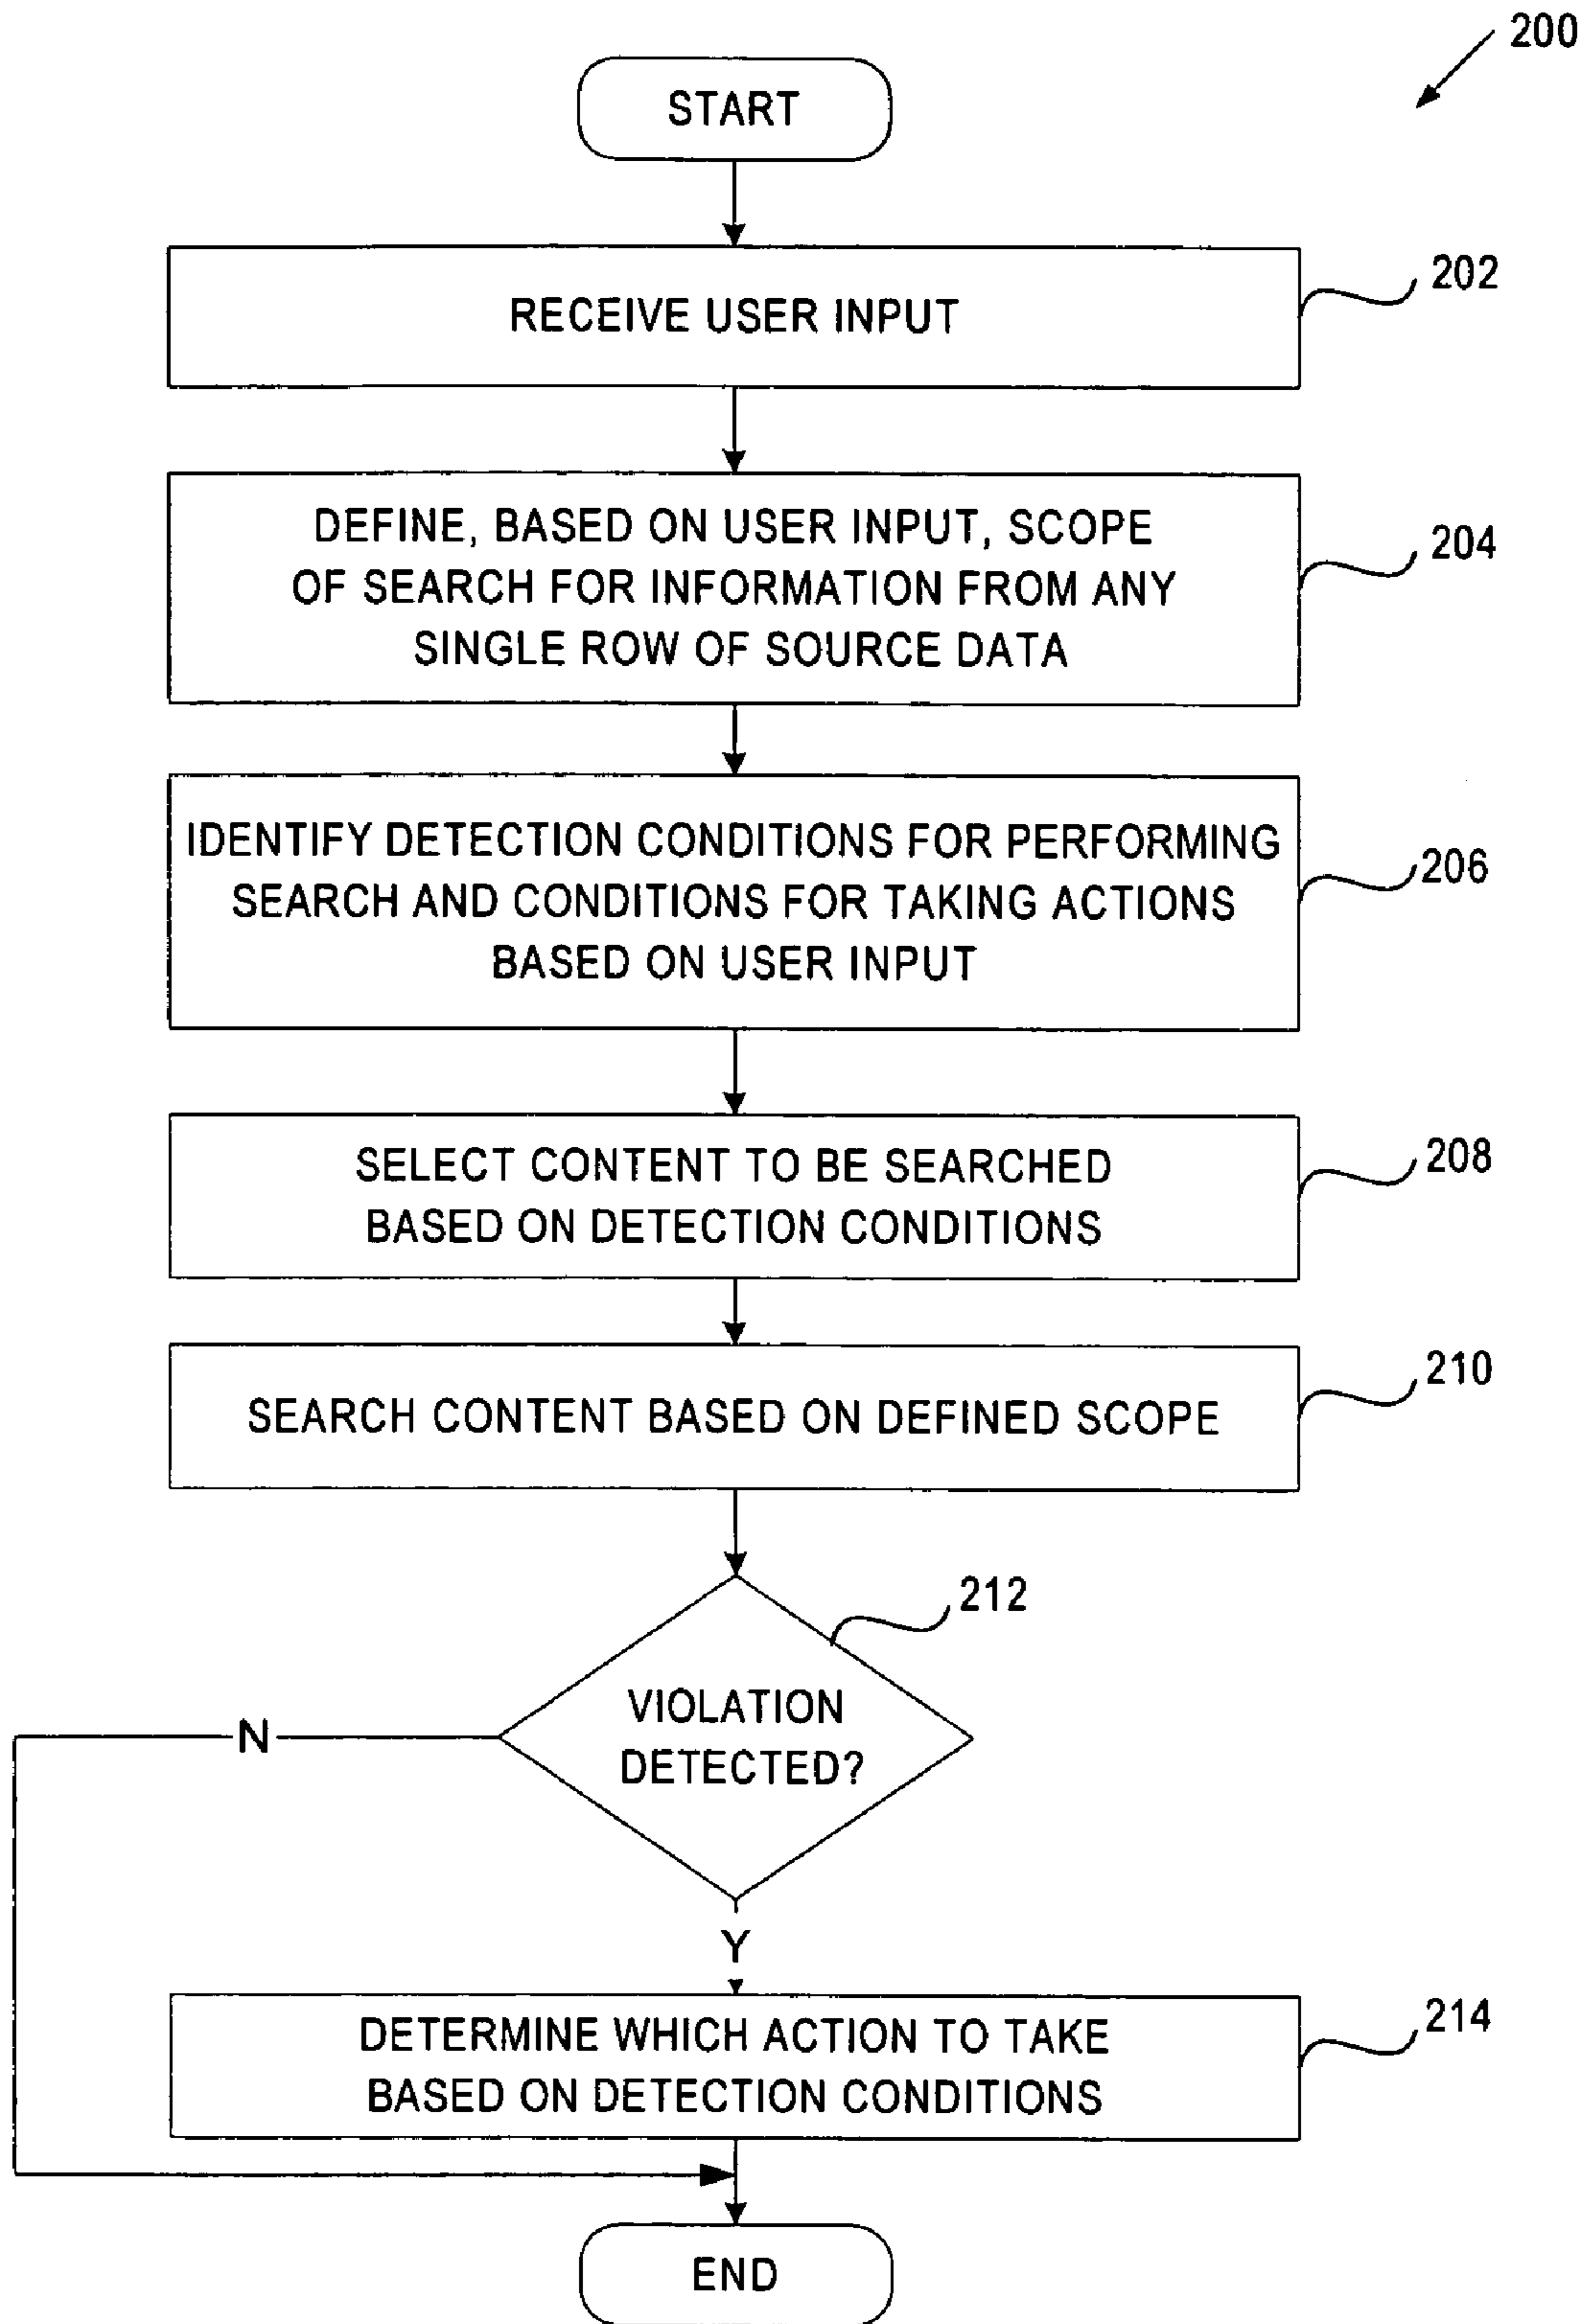 200
START
RECEIVE USER INPUT
202
DEFINE, BASED ON USER INPUT, SCOPE
OF SEARCH FOR INFORMATION FROM ANY
SINGLE ROW OF SOURCE DATA
204
IDENTIFY DETECTION CONDITIONS FOR PERFORMING
SEARCH AND CONDITIONS FOR TAKING ACTIONS
BASED ON USER INPUT
206
SELECT CONTENT TO BE SEARCHED
BASED ON DETECTION CONDITIONS
208
SEARCH CONTENT BASED ON DEFINED SCOPE
210
212
VIOLATION
DETECTED?
N
Y
DETERMINE WHICH ACTION TO TAKE
BASED ON DETECTION CONDITIONS
214
END